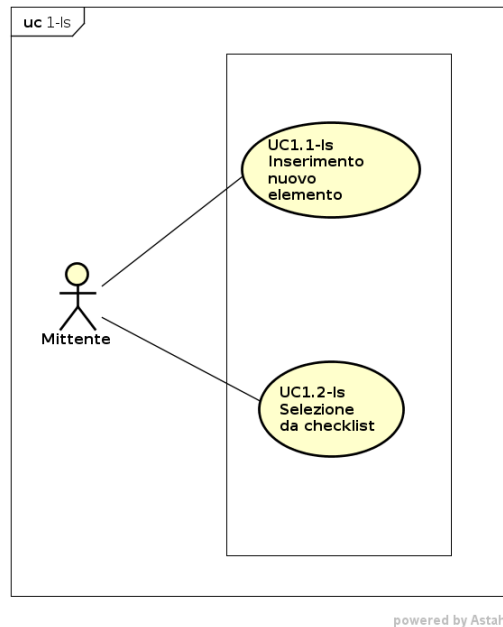 uc 1-ls
UC1.1-ls
Inserimento
nuovo
elemento
Mittente
UC1.2-ls
Selezione
da checklist
powered by Astah